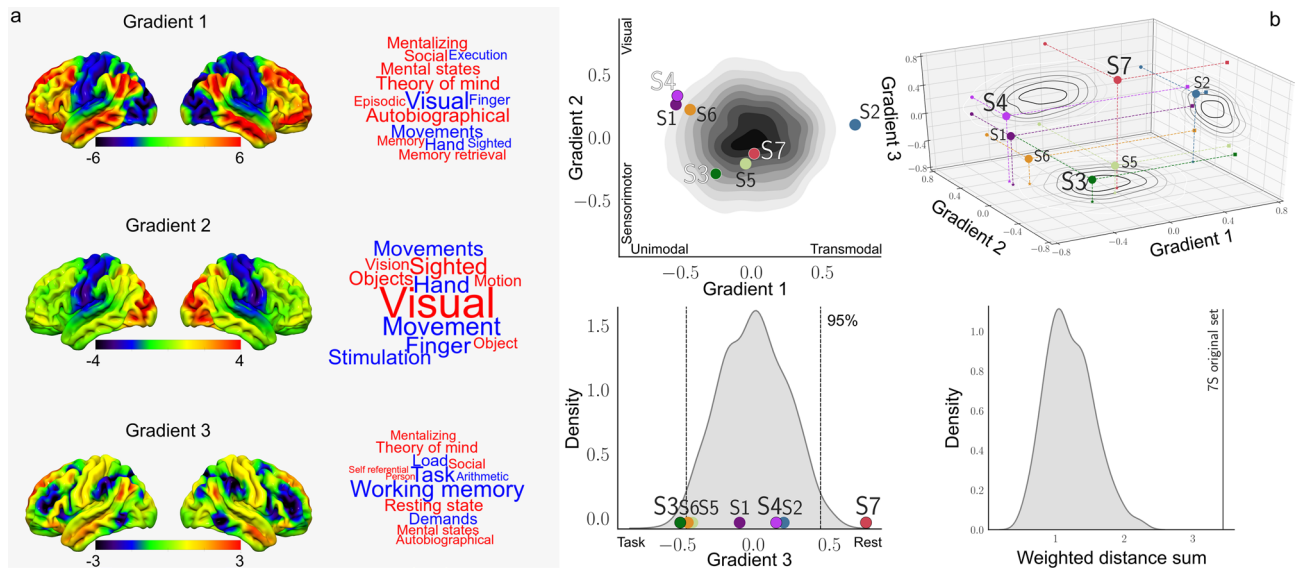 a
Gradient 1
-6
6
Mentalizing
Social Execution
Mental states
Theory of mind
Episodic Visual Finger
Autobiographical
Movements
Memory Hand Sighted
Memory retrieval
Gradient 2
-4
4
Movements
Vision Sighted
Objects Hand Motion
Visual
Movement
Finger Object
Stimulation
Gradient 3
-3
3
Mentalizing
Theory of mind
Load Social
Self referential
Person Task Arithmetic
Working memory
Resting state
Demands
Mental states
Autobiographical
Visual
Gradient 2
Sensorimotor
0.5
0.0
−0.5
S4
S1
S6
S2
S7
S3
S5
Unimodal
Transmodal
−0.5
0.0
0.5
Gradient 1
b
Gradient 3
0.8
0.4
0.0
−0.4
−0.8
S7
S2
S4
S1
S6
S5
S3
0.8
0.4
0.0
−0.4
−0.8
Gradient 2
−0.8
−0.4
0.0
0.4
0.8
Gradient 1
Density
1.5
1.0
0.5
0.0
95%
S3 S6 S5 S1 S4 S2 S7
Task
−0.5
0.0
0.5
Rest
Gradient 3
Density
1.0
0.8
0.6
0.4
0.2
0.0
7S original set
1
2
3
Weighted distance sum